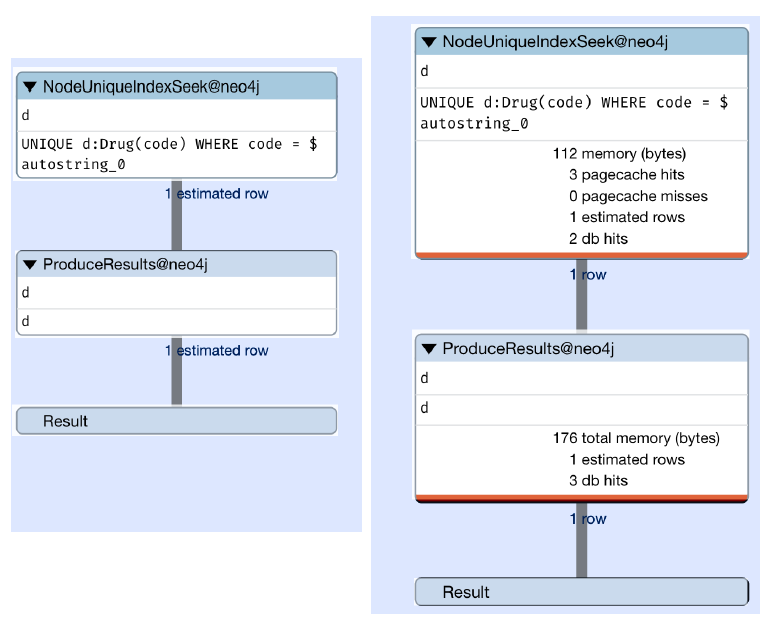 NodeUniqueIndexSeek@neo4j
d
UNIQUE d:Drug(code) WHERE code = $
autostring_0
1 estimated row
ProduceResults@neo4j
d
d
1 estimated row
Result
NodeUniqueIndexSeek@neo4j
d
UNIQUE d:Drug(code) WHERE code = $
autostring_0
112 memory (bytes)
3 pagecache hits
0 pagecache misses
1 estimated rows
2 db hits
1 row
ProduceResults@neo4j
d
d
176 total memory (bytes)
1 estimated rows
3 db hits
1 row
Result